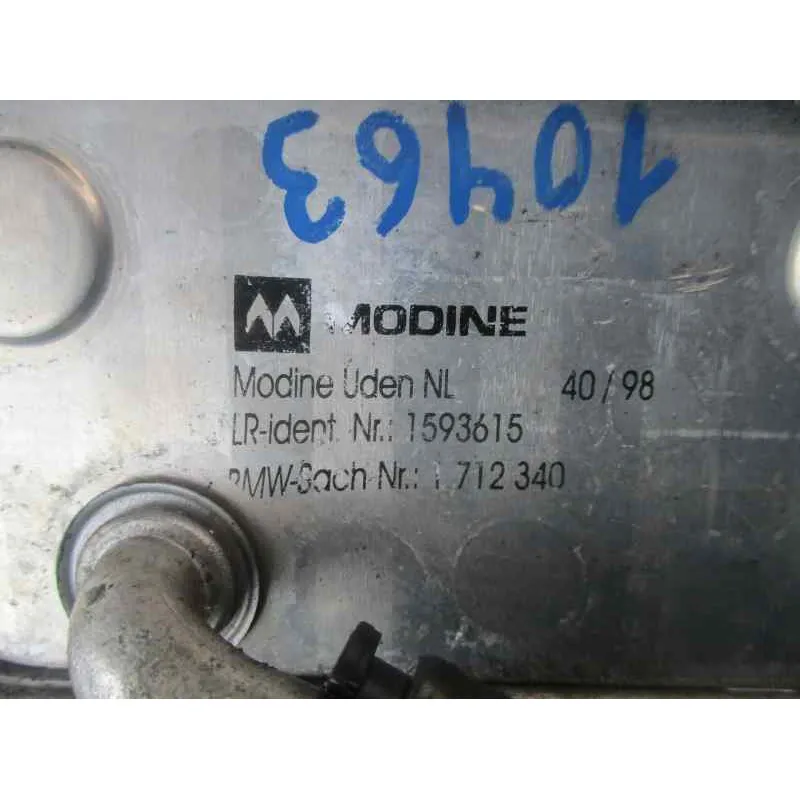 10463
MODINE
Modine Uden NL 40/98
LR-ident. Nr.: 1593615
BMW-Sach Nr.: 1 712 340